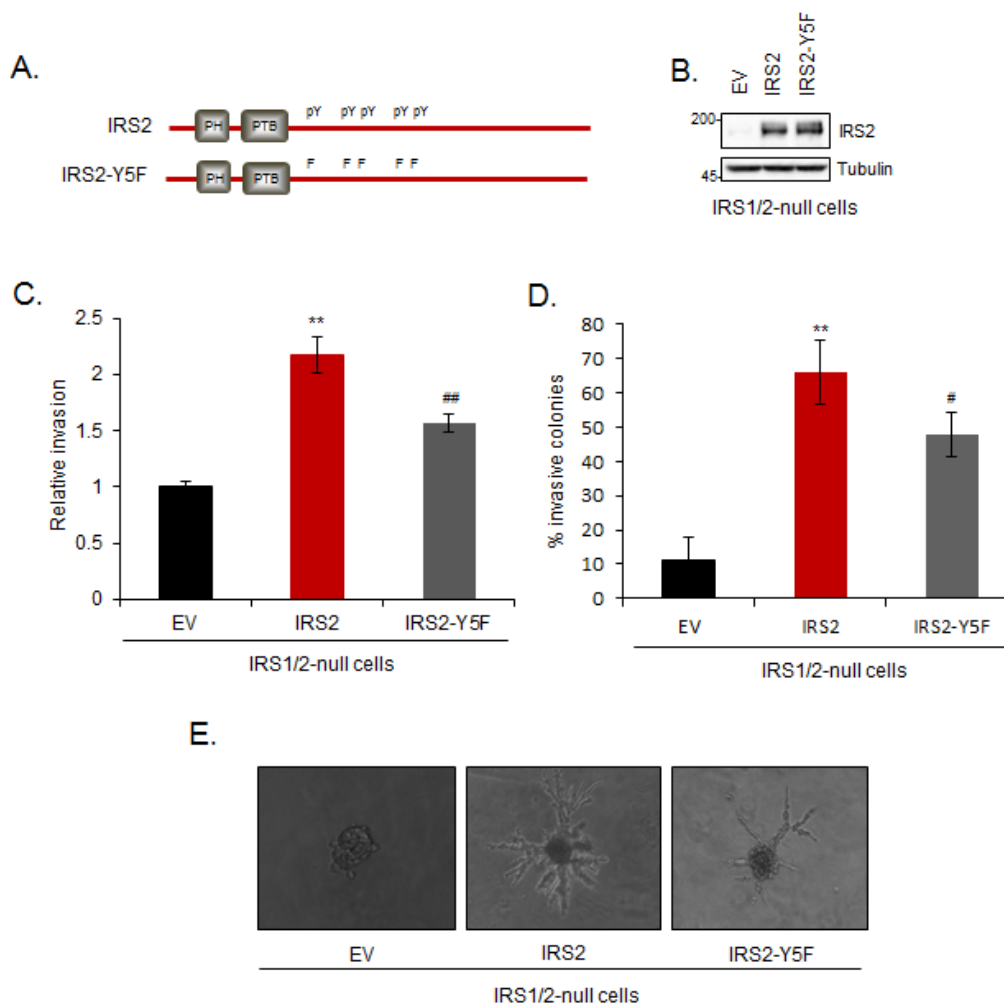 A.
IRS2
PH
PTB
pY pY pY pY pY
IRS2-Y5F
PH
PTB
F F F F F
B.
EV
IRS2
IRS2-Y5F
200
IRS2
45
Tubulin
IRS1/2-null cells
C.
Relative invasion
2.5
2
1.5
1
0.5
0
**
##
EV IRS2 IRS2-Y5F
IRS1/2-null cells
D.
% invasive colonies
80
70
60
50
40
30
20
10
0
**
#
EV IRS2 IRS2-Y5F
IRS1/2-null cells
E.
EV IRS2 IRS2-Y5F
IRS1/2-null cells